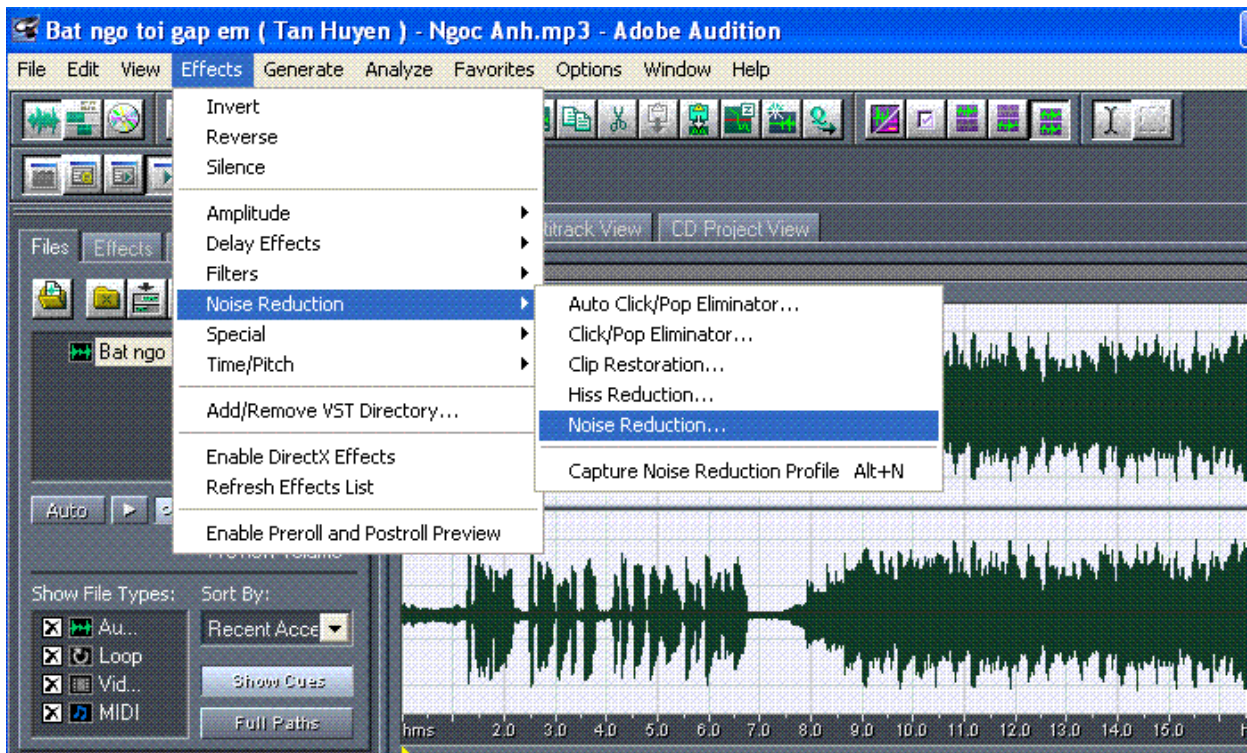 Bat ngo toi gap em ( Tan Huyen ) - Ngoc Anh.mp3 - Adobe Audition
File Edit View Effects Generate Analyze Favorites Options Window Help
Invert
Reverse
Silence
Amplitude
Delay Effects
Filters
Noise Reduction
Special
Time/Pitch
Add/Remove VST Directory...
Enable DirectX Effects
Refresh Effects List
Enable Preroll and Postroll Preview
Auto Click/Pop Eliminator...
Click/Pop Eliminator...
Clip Restoration...
Hiss Reduction...
Noise Reduction...
Capture Noise Reduction Profile Alt+N
CD Project View
Files Effects
Bat ngo
Auto
Show File Types: Sort By:
Au... Recent Acce
Loop
Vid... Show Cues
MIDI Full Paths
hms 2.0 3.0 4.0 5.0 6.0 7.0 8.0 9.0 10.0 11.0 12.0 13.0 14.0 15.0